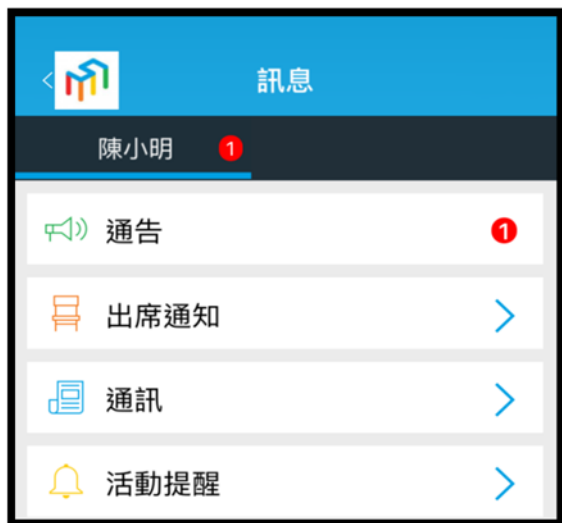 訊息
陳小明 1
通告 1
出席通知
通訊
活動提醒